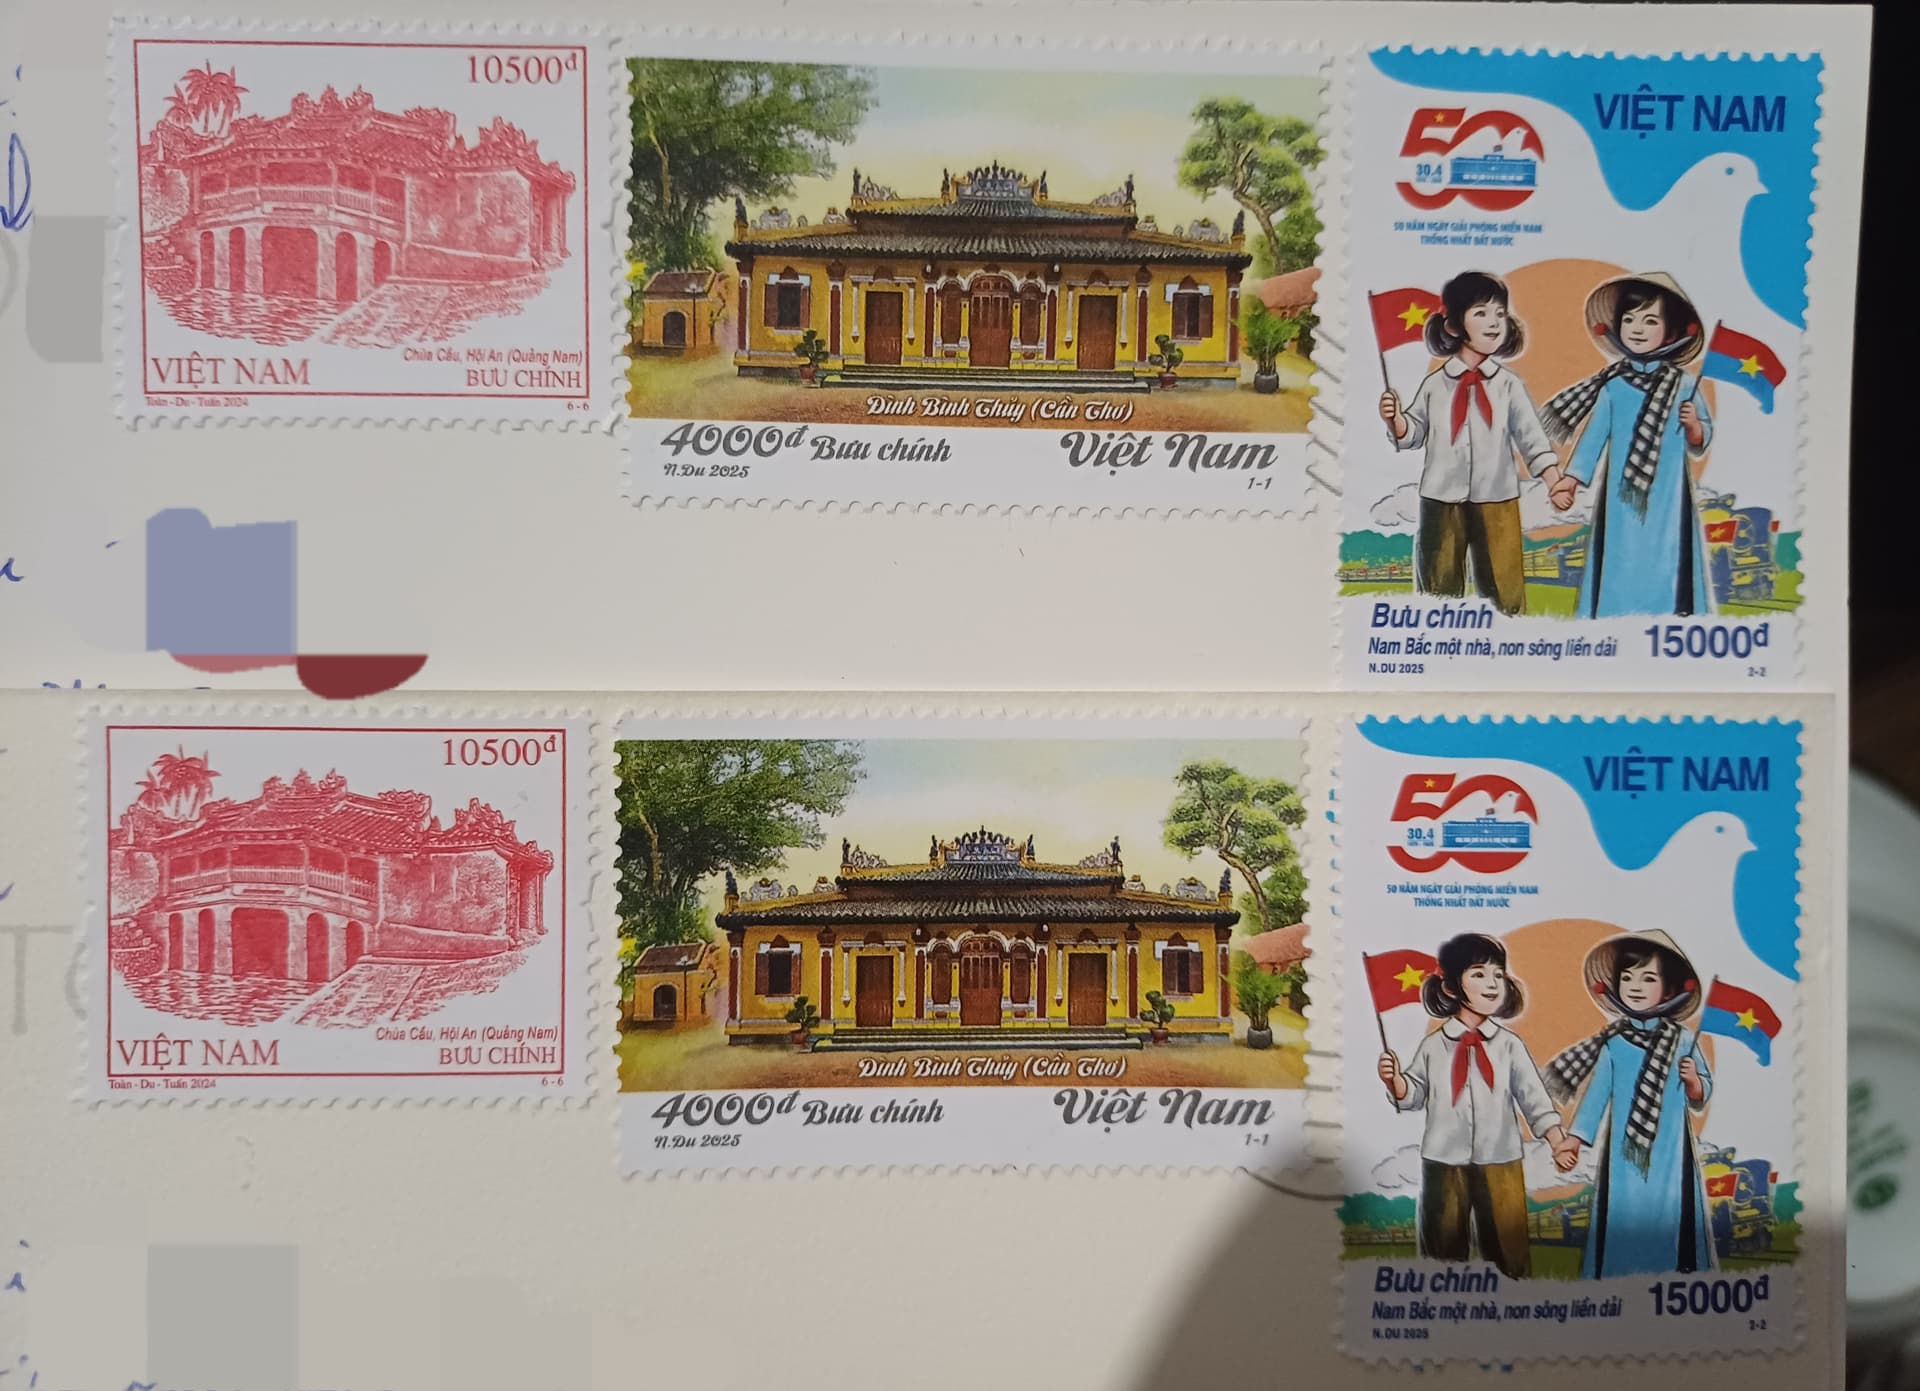 10500đ
Chùa Cầu, Hội An (Quảng Nam)
VIỆT NAM
BƯU CHÍNH
Toàn - Du - Tuấn 2024
6 - 6
Đình Bình Thủy (Cần Thơ)
4000đ Bưu chính
Việt Nam
N.Du 2025
1-1
VIỆT NAM
50
30.4
50 NĂM NGÀY GIẢI PHÓNG MIỀN NAM
THỐNG NHẤT ĐẤT NƯỚC
Bưu chính
Nam Bắc một nhà, non sông liền dải
15000đ
N.DU 2025
2-2
10500đ
Chùa Cầu, Hội An (Quảng Nam)
VIỆT NAM
BƯU CHÍNH
Toàn - Du - Tuấn 2024
6 - 6
Đình Bình Thủy (Cần Thơ)
4000đ Bưu chính
Việt Nam
N.Du 2025
1-1
VIỆT NAM
50
30.4
50 NĂM NGÀY GIẢI PHÓNG MIỀN NAM
THỐNG NHẤT ĐẤT NƯỚC
Bưu chính
Nam Bắc một nhà, non sông liền dải
15000đ
N.DU 2025
2-2